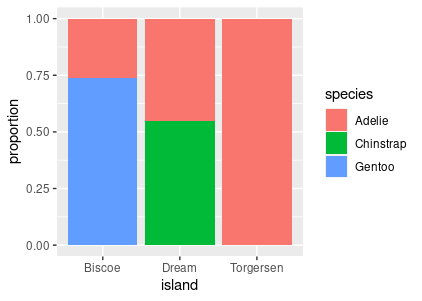 1.00
0.75
0.50
0.25
0.00
proportion
Biscoe Dream Torgersen
island
species
Adelie
Chinstrap
Gentoo